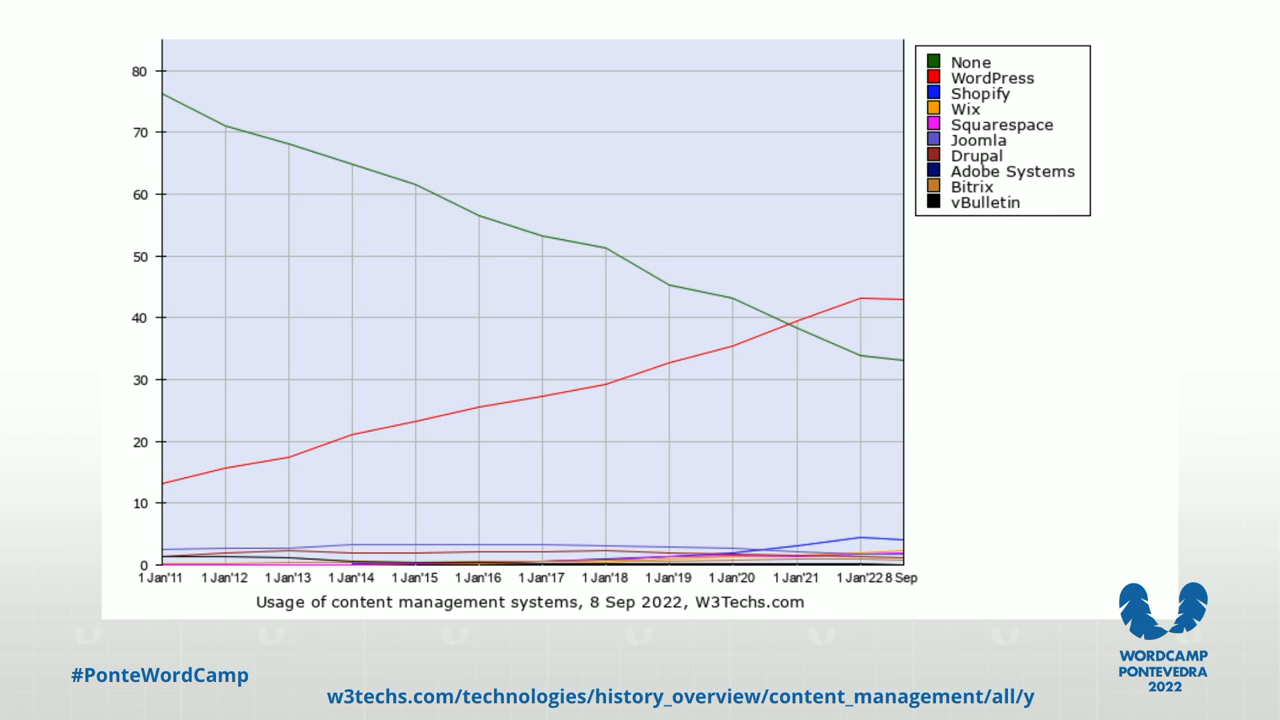 80
70
60
50
40
30
20
10
0
1 Jan'11 1 Jan'12 1 Jan'13 1 Jan'14 1 Jan'15 1 Jan'16 1 Jan'17 1 Jan'18 1 Jan'19 1 Jan'20 1 Jan'21 1 Jan'22 8 Sep
Usage of content management systems, 8 Sep 2022, W3Techs.com
None
WordPress
Shopify
Wix
Squarespace
Joomla
Drupal
Adobe Systems
Bitrix
vBulletin
#PonteWordCamp
w3techs.com/technologies/history_overview/content_management/all/y
WORDCAMP
PONTEVEDRA
2022